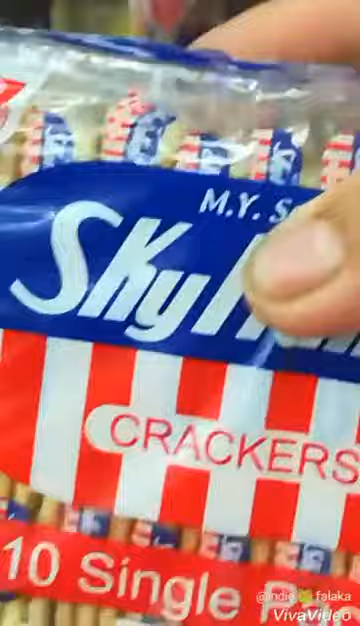 M.Y. S
Sky
CRACKERS
10 Single
@indie falaka
VivaVideo